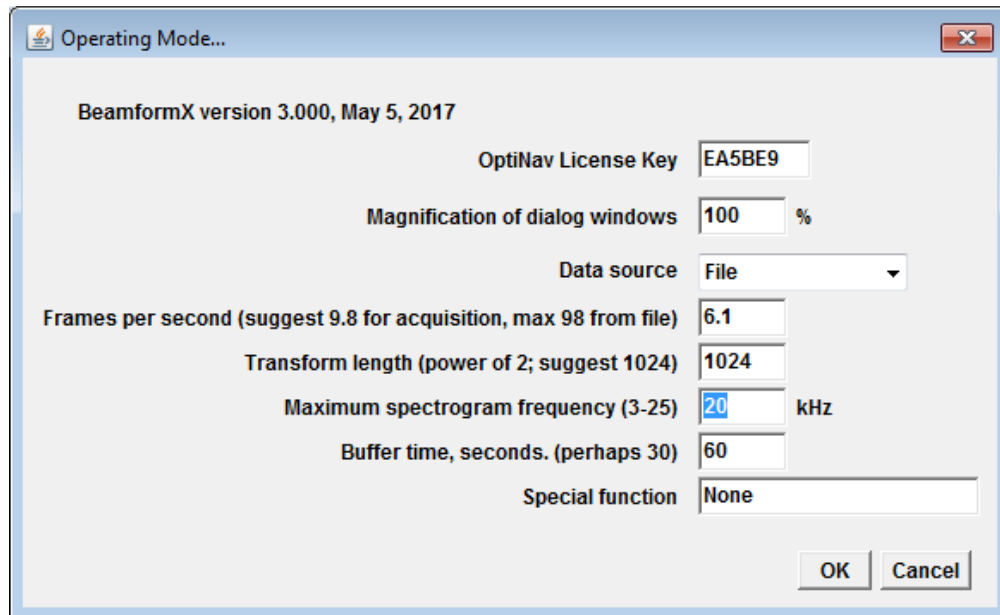 Operating Mode...
BeamformX version 3.000, May 5, 2017
OptiNav License Key EA5BE9
Magnification of dialog windows 100 %
Data source File
Frames per second (suggest 9.8 for acquisition, max 98 from file) 6.1
Transform length (power of 2; suggest 1024) 1024
Maximum spectrogram frequency (3-25) 20 kHz
Buffer time, seconds. (perhaps 30) 60
Special function None
OK Cancel